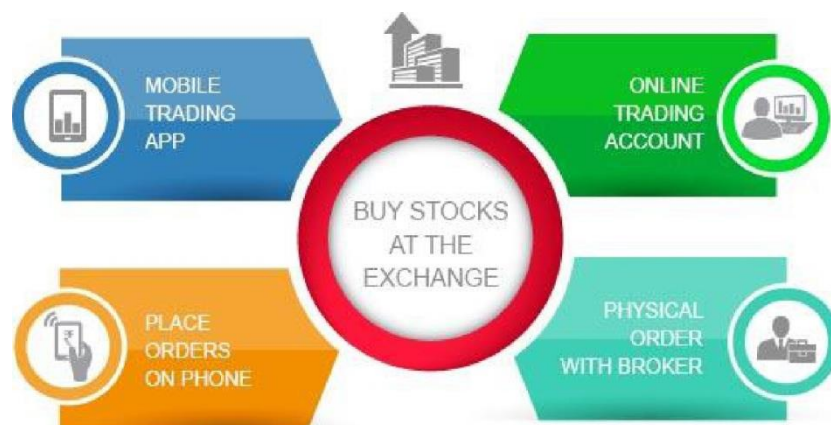 MOBILE
TRADING
APP
ONLINE
TRADING
ACCOUNT
BUY STOCKS
AT THE
EXCHANGE
PLACE
ORDERS
ON PHONE
₹
PHYSICAL
ORDER
WITH BROKER